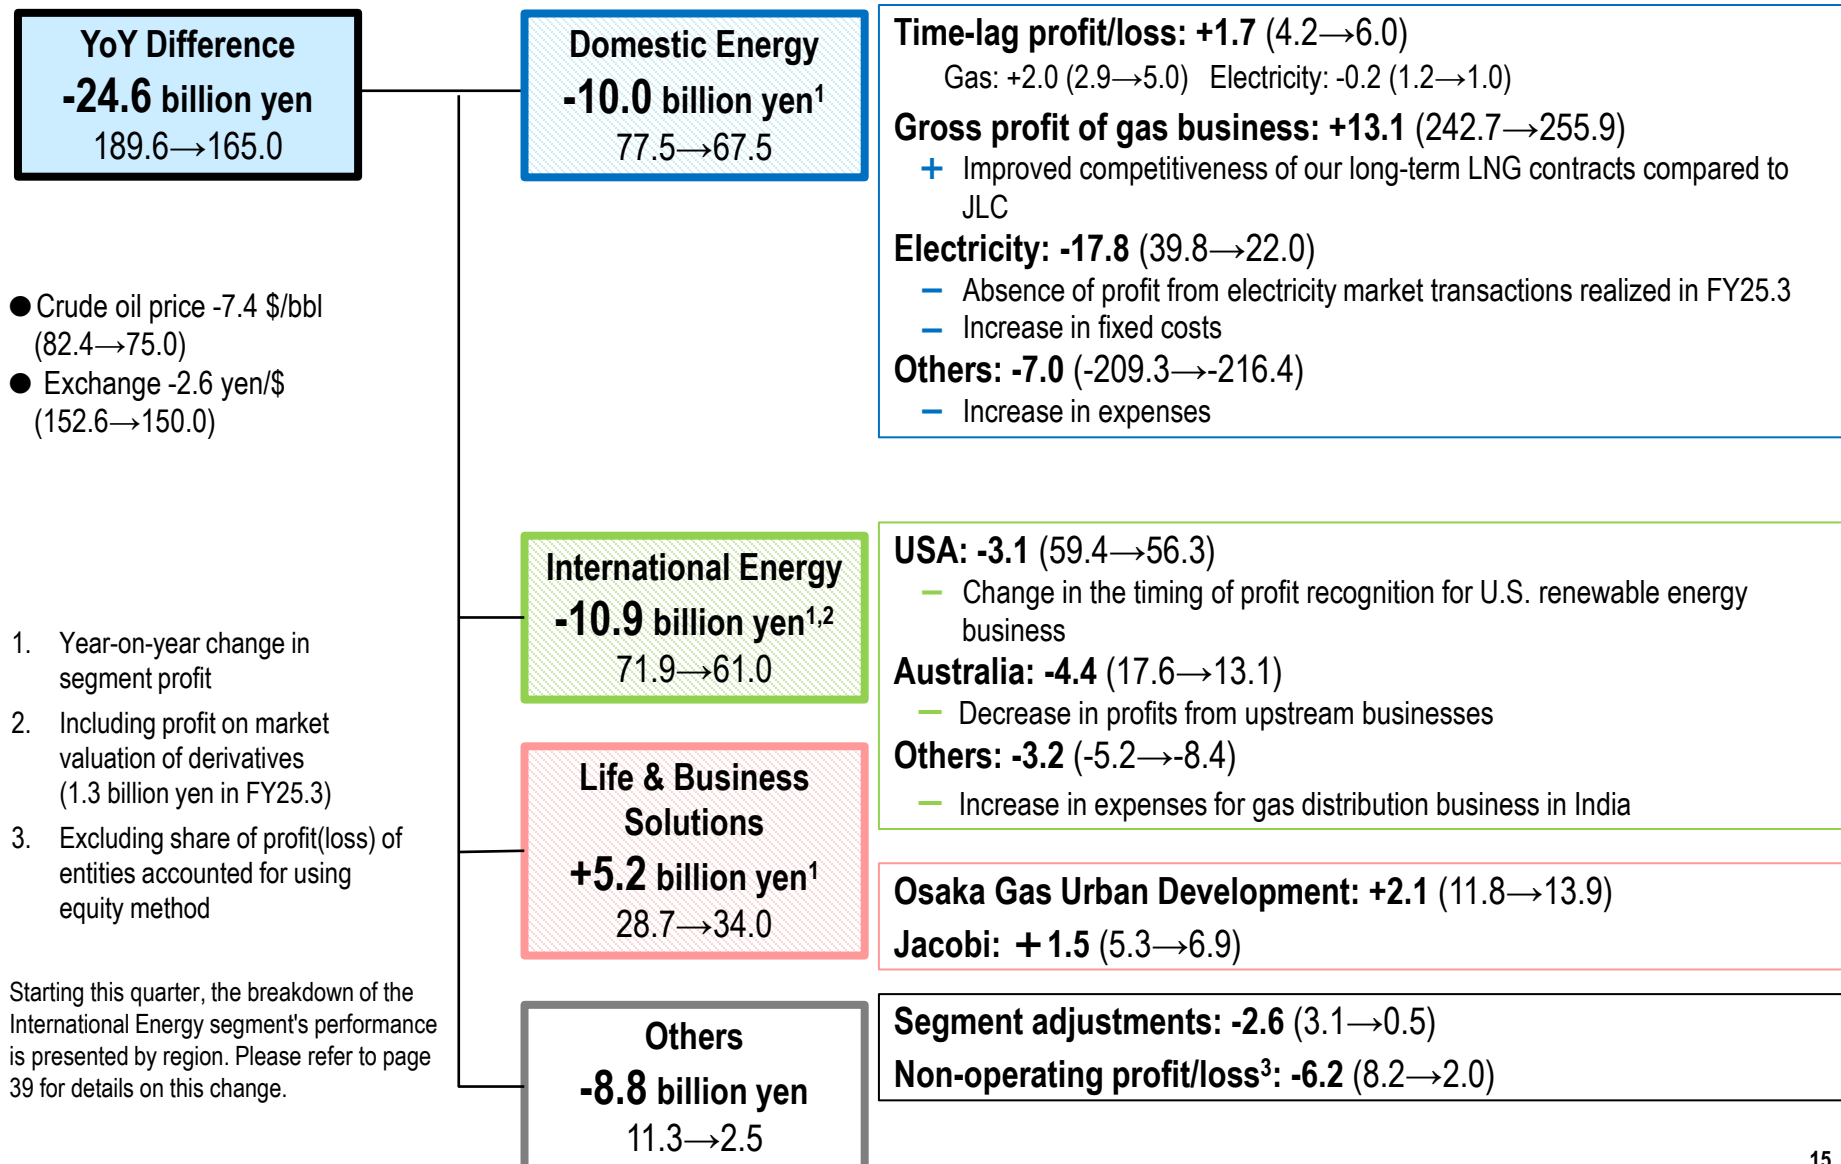 YoY Difference
-24.6 billion yen
189.6→165.0
● Crude oil price -7.4 $/bbl
(82.4→75.0)
● Exchange -2.6 yen/$
(152.6→150.0)
1. Year-on-year change in
segment profit
2. Including profit on market
valuation of derivatives
(1.3 billion yen in FY25.3)
3. Excluding share of profit(loss) of
entities accounted for using
equity method
Starting this quarter, the breakdown of the
International Energy segment's performance
is presented by region. Please refer to page
39 for details on this change.
Domestic Energy
-10.0 billion yen1
77.5→67.5
Time-lag profit/loss: +1.7 (4.2→6.0)
Gas: +2.0 (2.9→5.0) Electricity: -0.2 (1.2→1.0)
Gross profit of gas business: +13.1 (242.7→255.9)
+ Improved competitiveness of our long-term LNG contracts compared to
JLC
Electricity: -17.8 (39.8→22.0)
− Absence of profit from electricity market transactions realized in FY25.3
− Increase in fixed costs
Others: -7.0 (-209.3→-216.4)
− Increase in expenses
International Energy
-10.9 billion yen1,2
71.9→61.0
USA: -3.1 (59.4→56.3)
− Change in the timing of profit recognition for U.S. renewable energy
business
Australia: -4.4 (17.6→13.1)
− Decrease in profits from upstream businesses
Others: -3.2 (-5.2→-8.4)
− Increase in expenses for gas distribution business in India
Life & Business
Solutions
+5.2 billion yen1
28.7→34.0
Osaka Gas Urban Development: +2.1 (11.8→13.9)
Jacobi: ＋1.5 (5.3→6.9)
Others
-8.8 billion yen
11.3→2.5
Segment adjustments: -2.6 (3.1→0.5)
Non-operating profit/loss3: -6.2 (8.2→2.0)
15